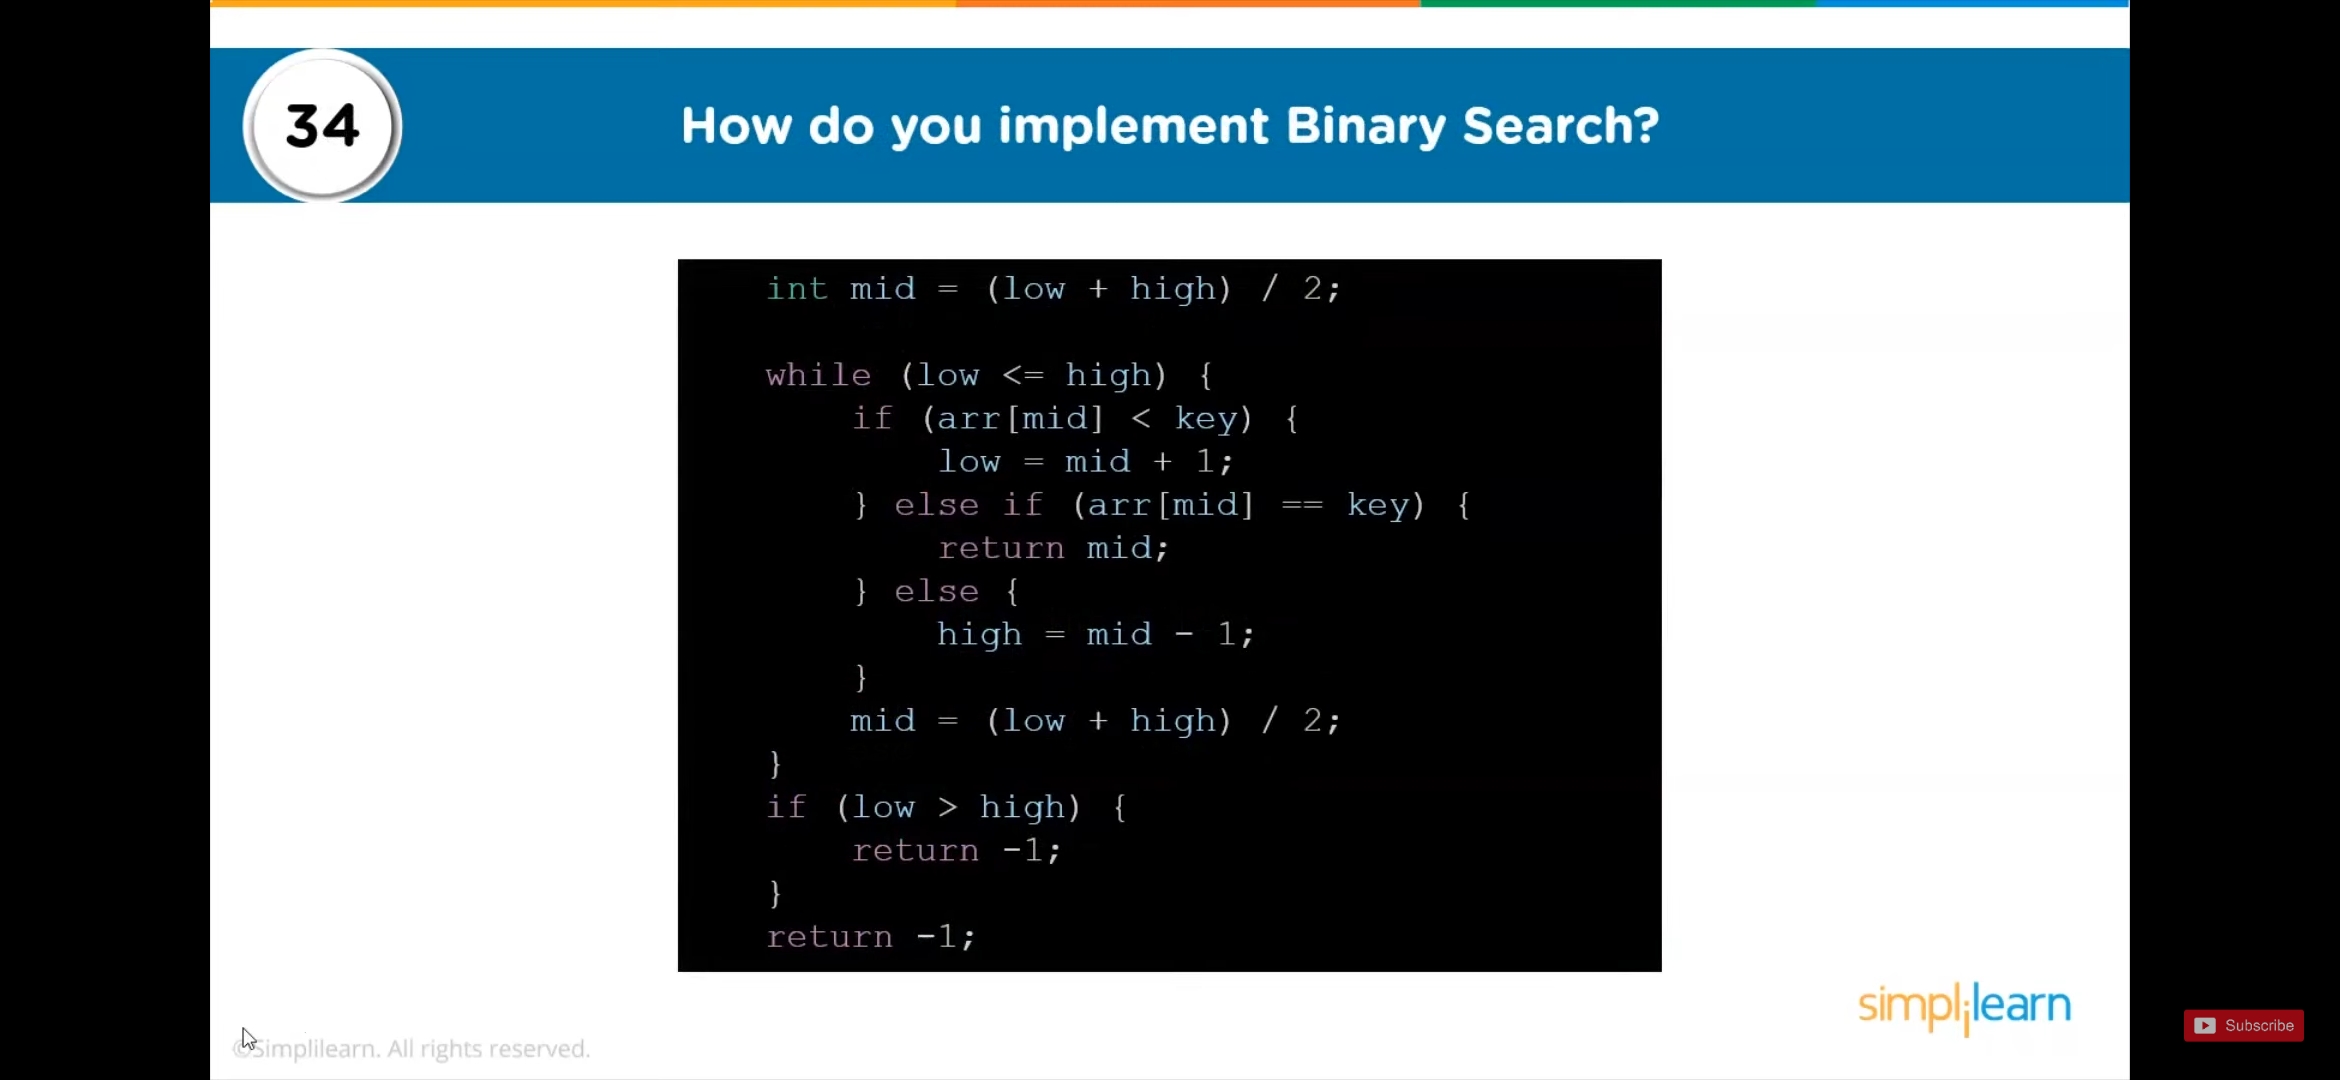 34
How do you implement Binary Search?
int mid = (low + high) / 2;
while (low <= high) {
if (arr[mid] < key) {
low = mid + 1;
} else if (arr[mid] == key) {
return mid;
} else {
high = mid - 1;
}
mid = (low + high) / 2;
}
if (low > high) {
return -1;
}
return -1;
simplilearn
©Simplilearn. All rights reserved.
Subscribe